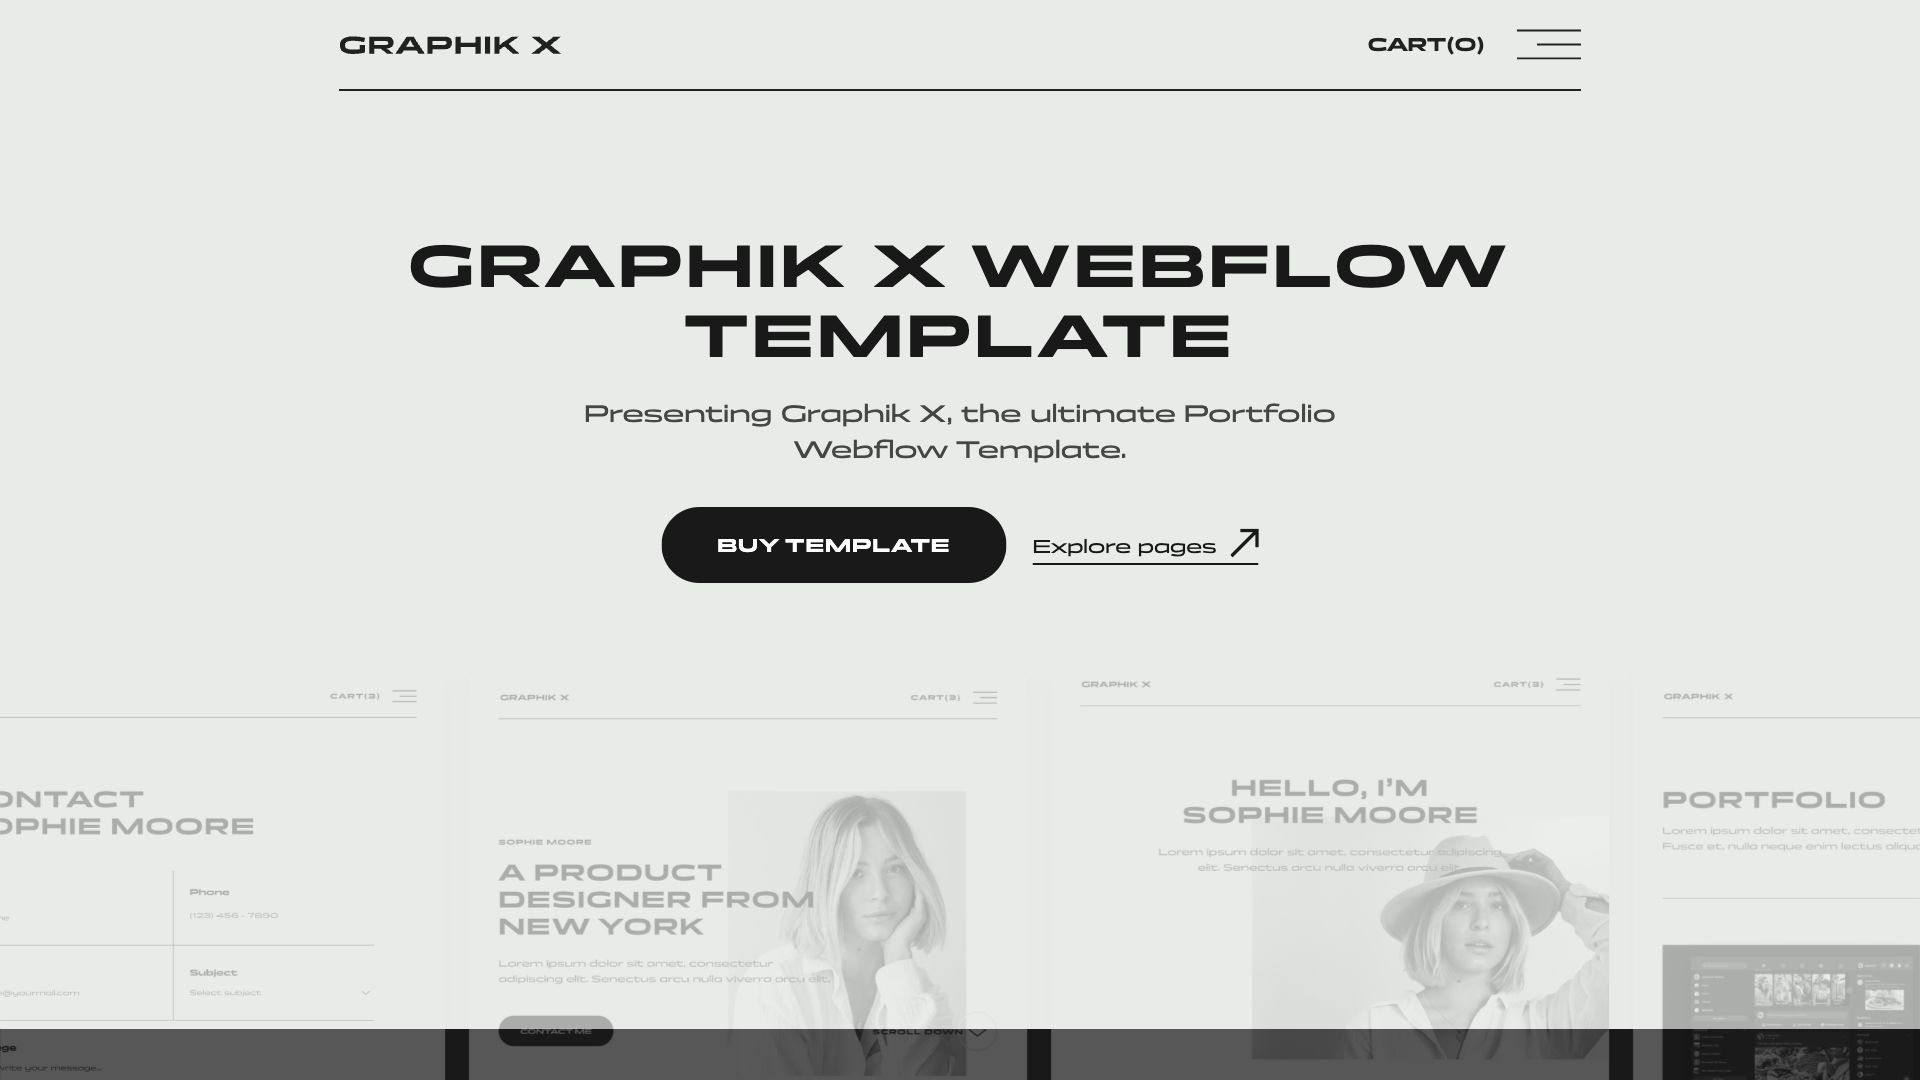 GRAPHIK X
CART(0)
GRAPHIK X WEBFLOW
TEMPLATE
Presenting Graphik X, the ultimate Portfolio
Webflow Template.
BUY TEMPLATE
Explore pages
CART(3)
ONTACT
OPHIE MOORE
Phone
(123) 456 - 7890
Subject
e@yourmail.com
Select subject
write your message...
GRAPHIK X
CART(3)
SOPHIE MOORE
A PRODUCT
DESIGNER FROM
NEW YORK
Lorem ipsum dolor sit amet, consectetur
adipiscing elit. Senectus arcu nulla viverra arcu elit.
CONTACT ME
SCROLL DOWN
GRAPHIK X
CART(3)
HELLO, I'M
SOPHIE MOORE
Lorem ipsum dolor sit amet, consectetur adipiscing
elit. Senectus arcu nulla viverra arcu elit.
GRAPHIK X
PORTFOLIO
Lorem ipsum dolor sit amet, consectet
Fusce et, nulla neque enim lectus aliqu